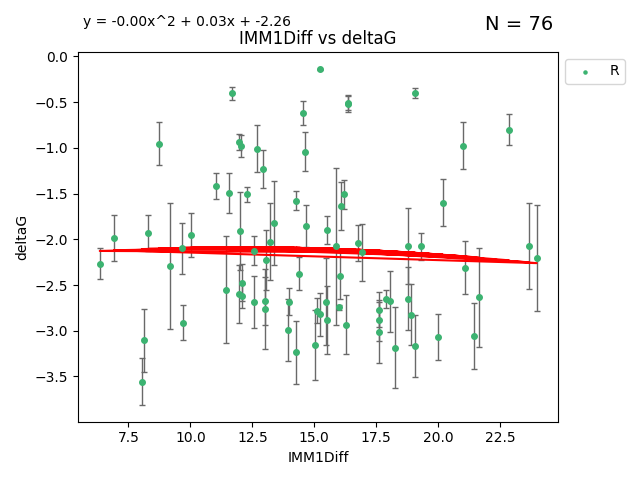 y = -0.00x^2 + 0.03x + -2.26
N = 76
IMM1Diff vs deltaG
R
0.0
−0.5
−1.0
−1.5
−2.0
−2.5
−3.0
−3.5
deltaG
7.5 10.0 12.5 15.0 17.5 20.0 22.5
IMM1Diff